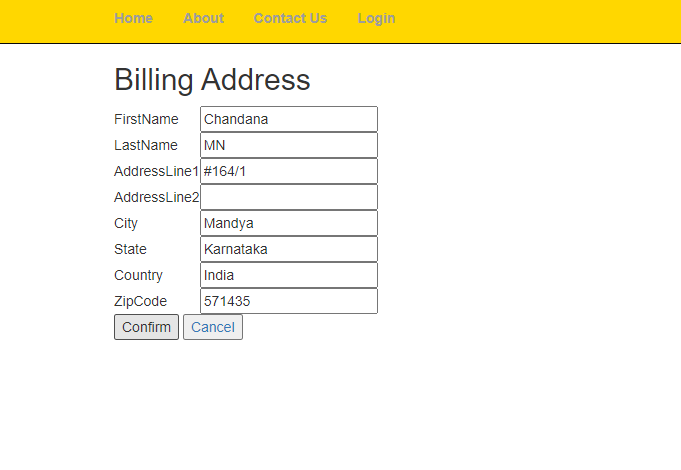 Home About Contact Us Login
Billing Address
FirstName Chandana
LastName MN
AddressLine1 #164/1
AddressLine2
City Mandya
State Karnataka
Country India
ZipCode 571435
Confirm Cancel